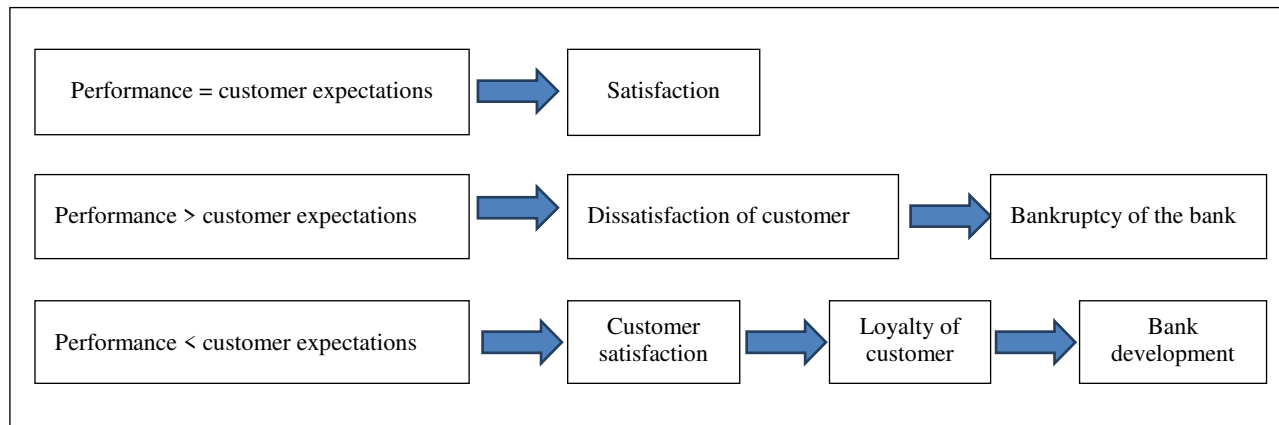 Performance = customer expectations
Satisfaction
Performance > customer expectations
Dissatisfaction of customer
Bankruptcy of the bank
Performance < customer expectations
Customer
satisfaction
Loyalty of
customer
Bank
development